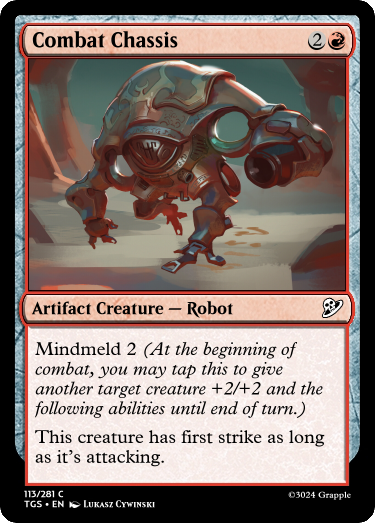 Combat Chassis 2
Artifact Creature — Robot
Mindmeld 2 (At the beginning of
combat, you may tap this to give
another target creature +2/+2 and the
following abilities until end of turn.)
This creature has first strike as long
as it's attacking.
113/281 C
TGS • EN Lukasz Cywinski
©3024 Grapple